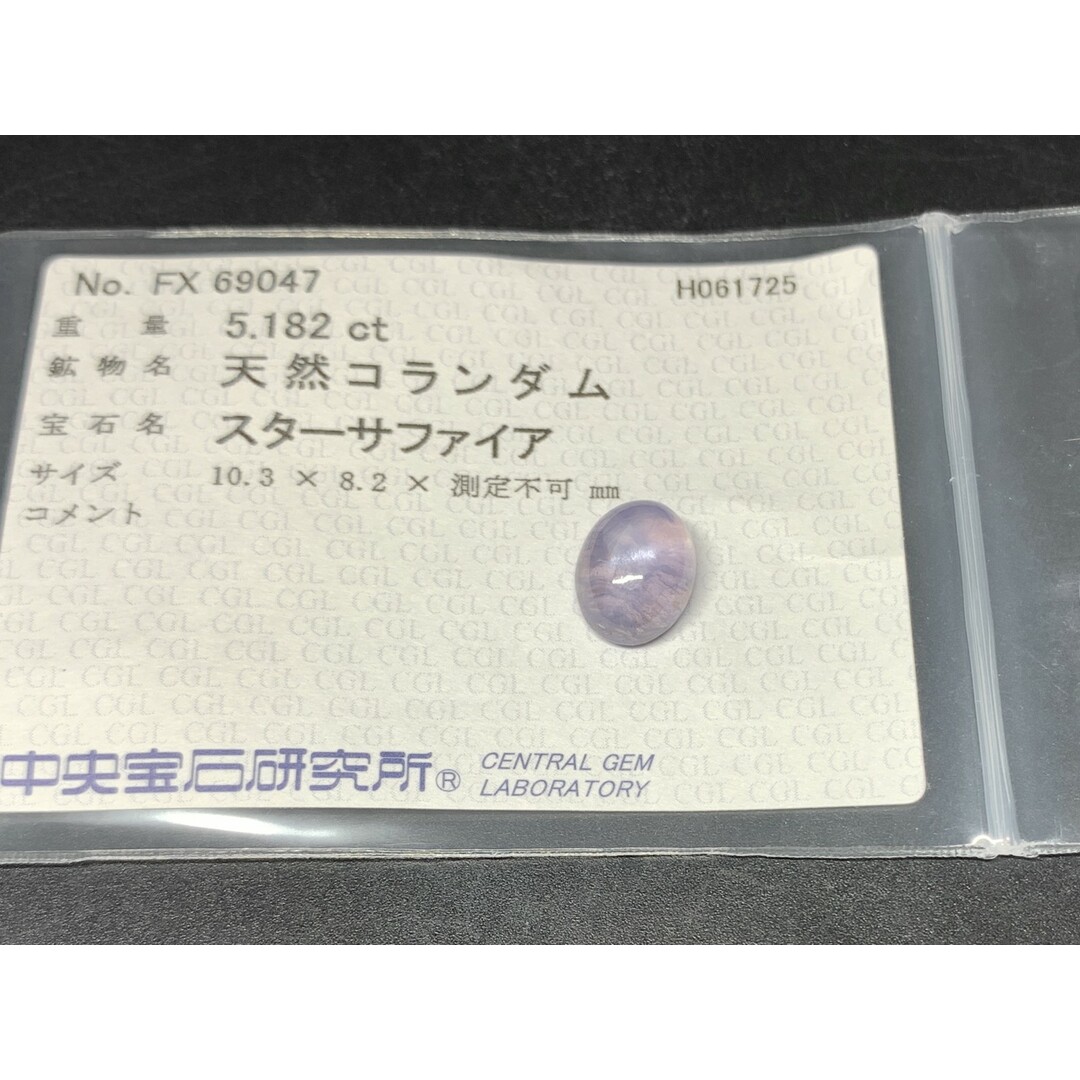 No. FX 69047 H061725
重量 5.182 ct
鉱物名 天然コランダム
宝石名 スターサファイア
サイズ 10.3 × 8.2 × 測定不可 mm
コメント
中央宝石研究所® CENTRAL GEM
LABORATORY